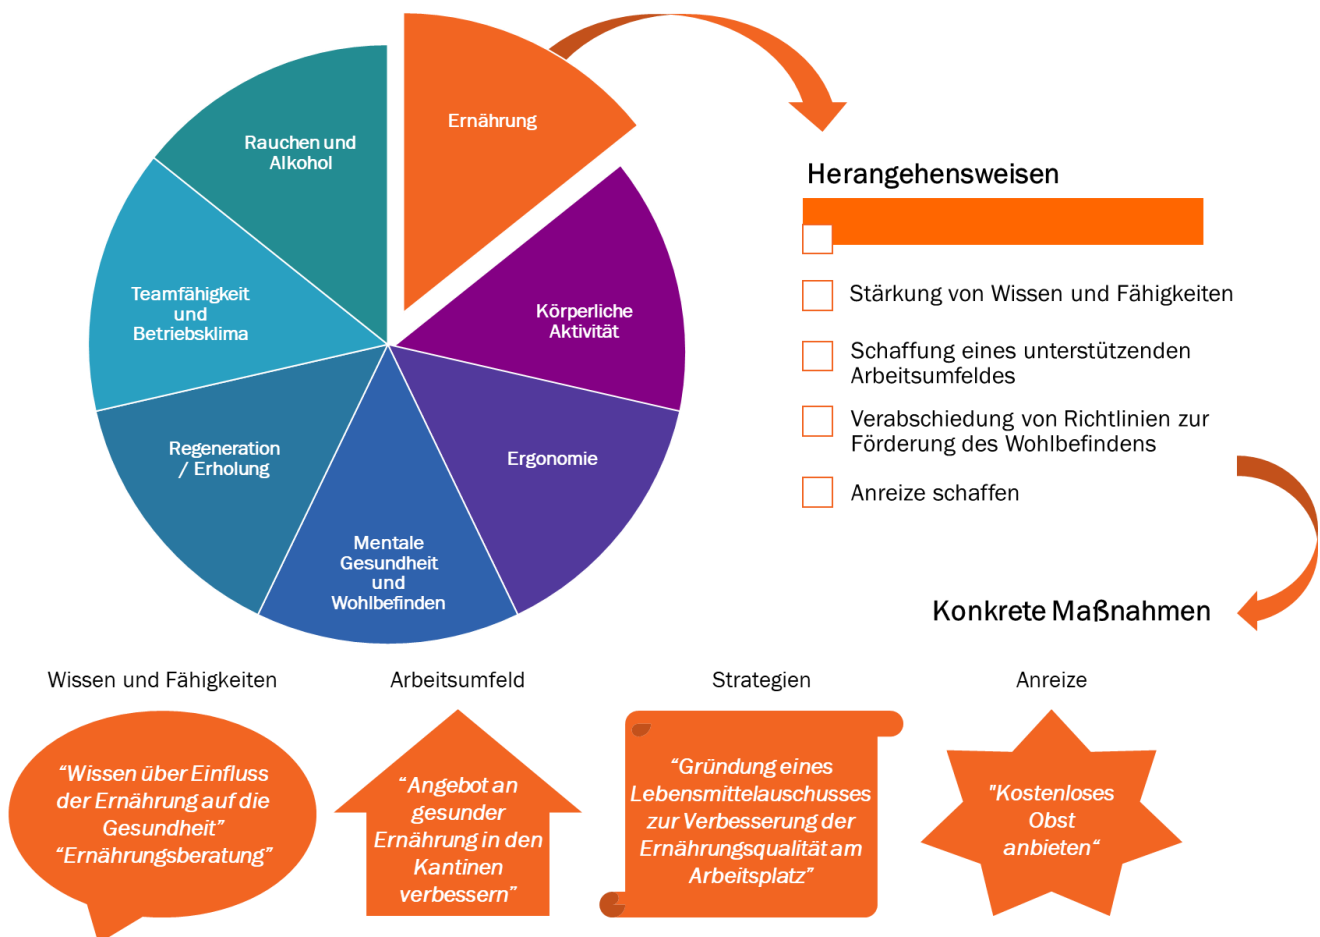 Ernährung
Rauchen und
Alkohol
Körperliche
Aktivität
Teamfähigkeit
und
Betriebsklima
Ergonomie
Regeneration
/ Erholung
Mentale
Gesundheit
und
Wohlbefinden
Herangehensweisen
Stärkung von Wissen und Fähigkeiten
Schaffung eines unterstützenden
Arbeitsumfeldes
Verabschiedung von Richtlinien zur
Förderung des Wohlbefindens
Anreize schaffen
Konkrete Maßnahmen
Wissen und Fähigkeiten
“Wissen über Einfluss
der Ernährung auf die
Gesundheit”
“Ernährungsberatung”
Arbeitsumfeld
“Angebot an
gesunder
Ernährung in den
Kantinen
verbessern”
Strategien
“Gründung eines
Lebensmittelauschusses
zur Verbesserung der
Ernährungsqualität am
Arbeitsplatz”
Anreize
"Kostenloses
Obst
anbieten“